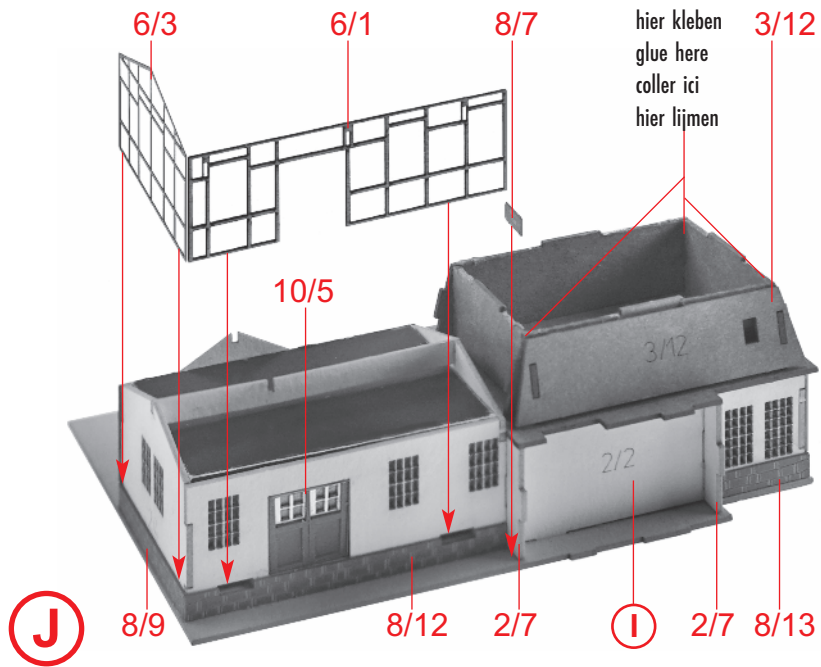 6/3
6/1
8/7
hier kleben
glue here
coller ici
hier lijmen
3/12
10/5
3/12
2/2
J
8/9
8/12
2/7
I
2/7
8/13